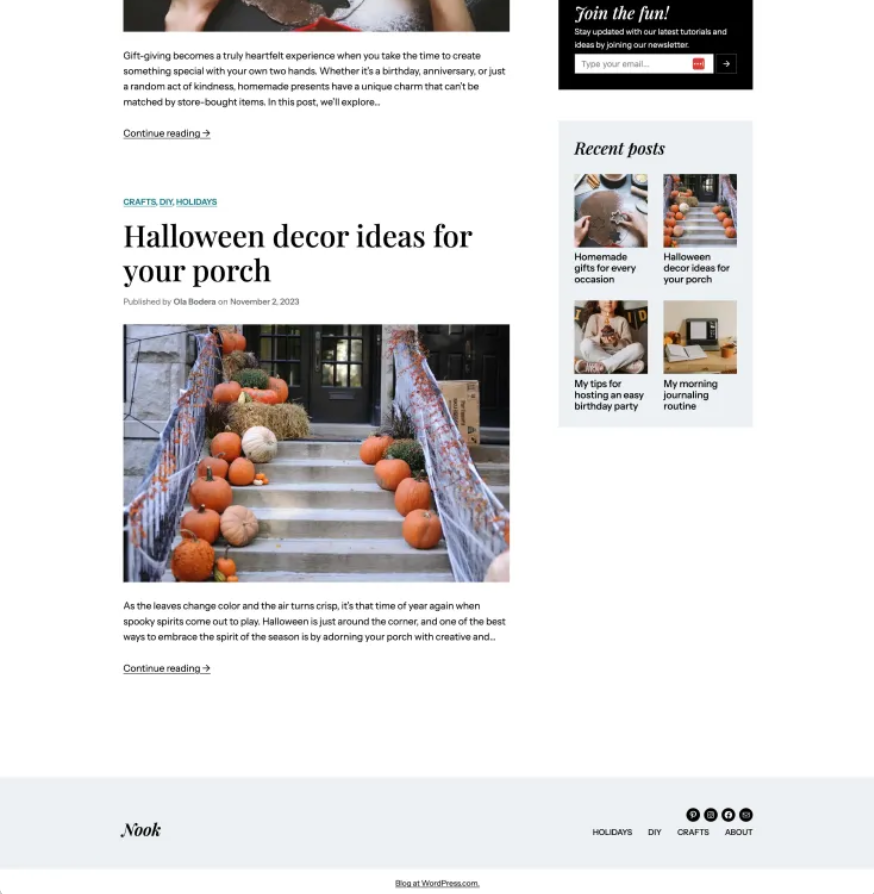 Gift-giving becomes a truly heartfelt experience when you take the time to create
something special with your own two hands. Whether it's a birthday, anniversary, or just
a random act of kindness, homemade presents have a unique charm that can't be
matched by store-bought items. In this post, we'll explore…
Continue reading →
CRAFTS, DIY, HOLIDAYS
Halloween decor ideas for
your porch
Published by Ola Bodera on November 2, 2023
As the leaves change color and the air turns crisp, it's that time of year again when
spooky spirits come out to play. Halloween is just around the corner, and one of the best
ways to embrace the spirit of the season is by adorning your porch with creative and…
Continue reading →
Join the fun!
Stay updated with our latest tutorials and
ideas by joining our newsletter.
Type your email…
→
Recent posts
Homemade
gifts for every
occasion
Halloween
decor ideas for
your porch
My tips for
hosting an easy
birthday party
My morning
journaling
routine
Nook
HOLIDAYS DIY CRAFTS ABOUT
Blog at WordPress.com.